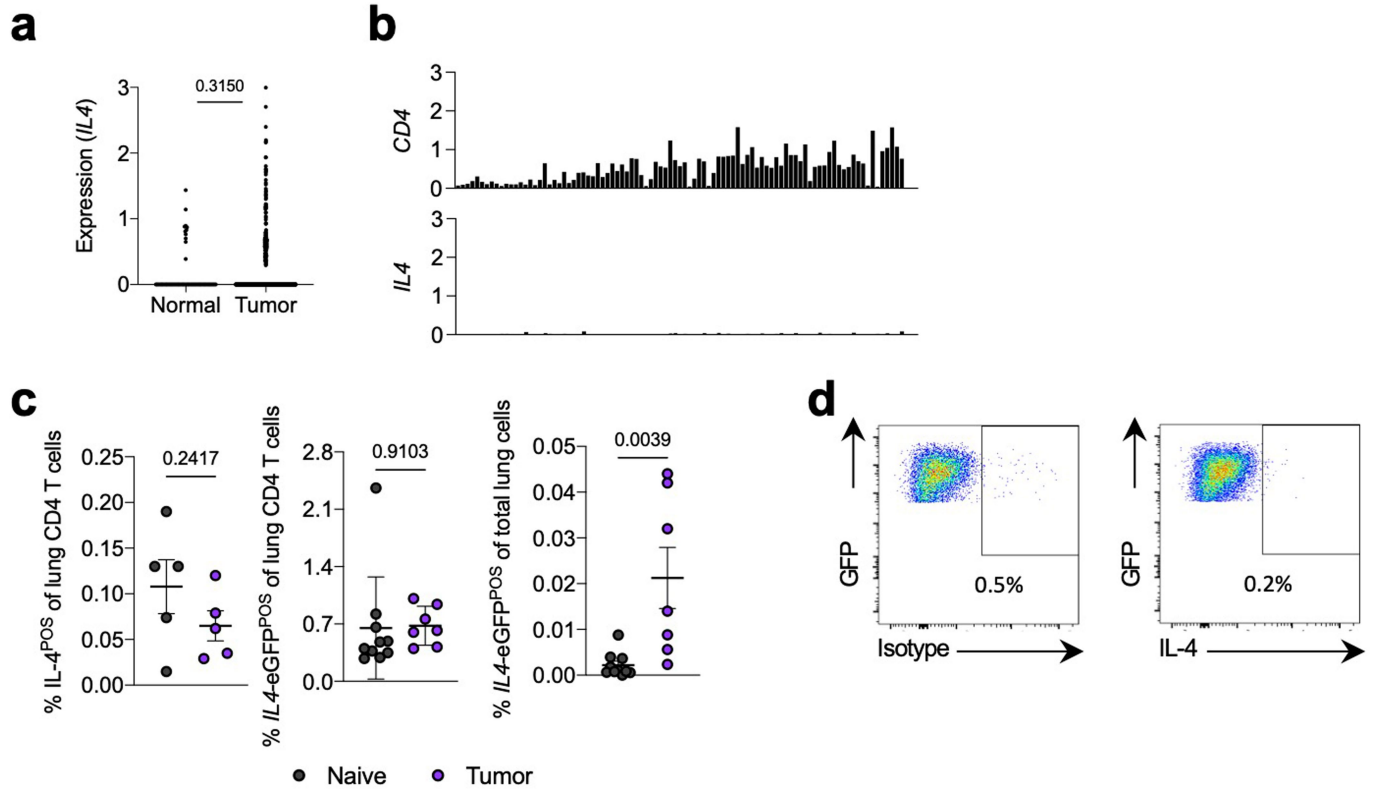 a
Expression (IL4)
3
2
1
0
0.3150
Normal Tumor
b
CD4
3
2
1
0
IL4
3
2
1
0
c
% IL-4POS of lung CD4 T cells
0.25
0.20
0.15
0.10
0.05
0.00
0.2417
% IL4-eGFPPOS of lung CD4 T cells
2.8
2.1
1.4
0.7
0.0
0.9103
% IL4-eGFPPOS of total lung cells
0.05
0.04
0.03
0.02
0.01
0.00
0.0039
Naive Tumor
d
GFP
0.5%
Isotype
GFP
0.2%
IL-4